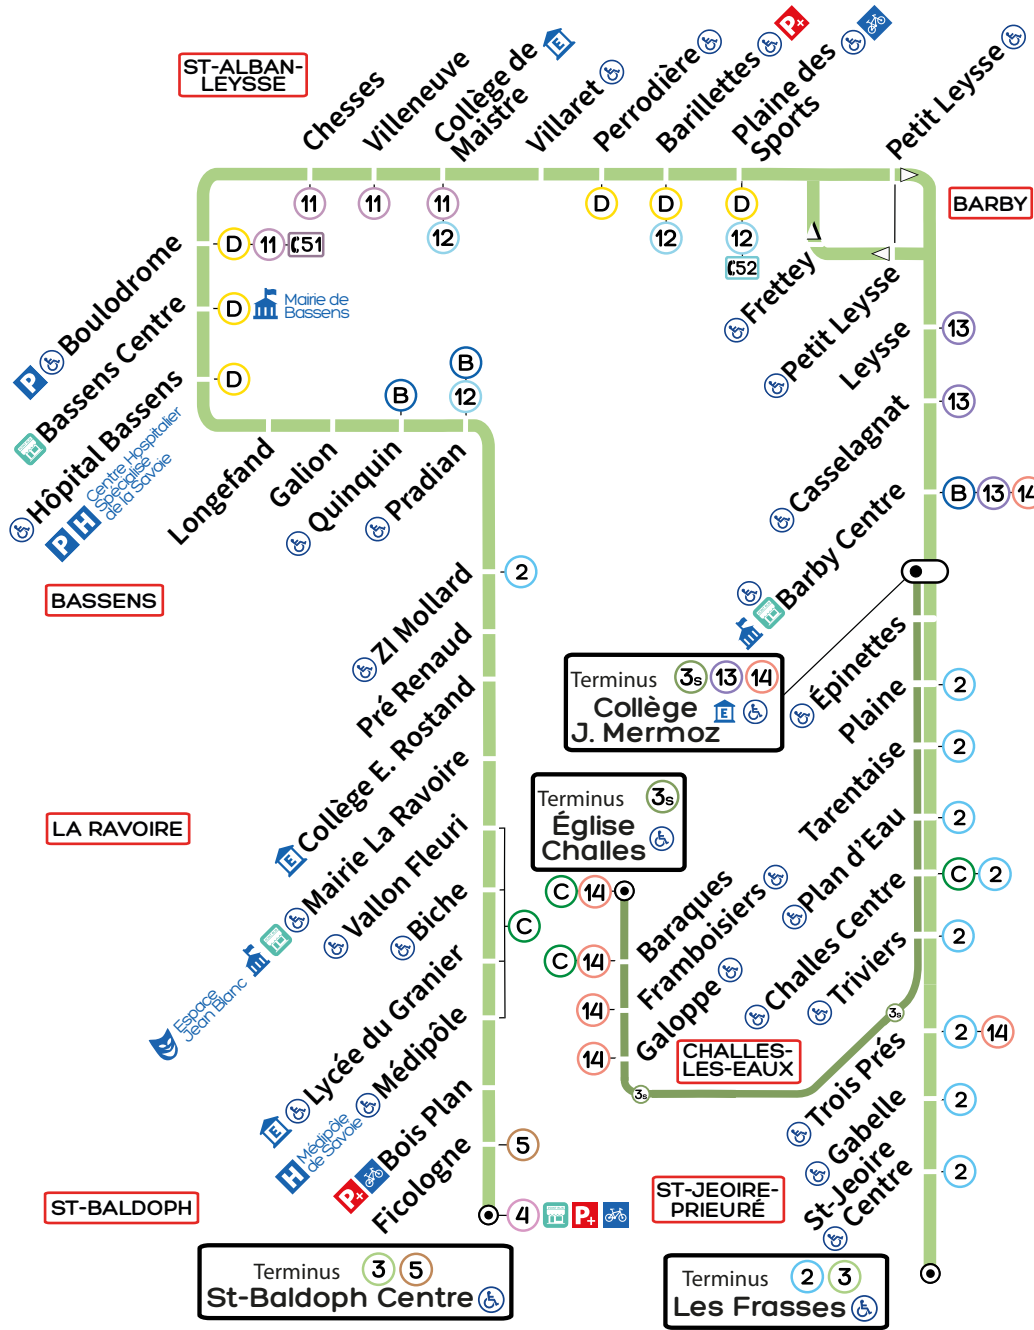 ST-ALBAN-
LEYSSE
Chesses
Villeneuve
Collège de
Maistre
E
Villaret
Perrodière
Barillettes
P+
Plaine des
Sports
Petit Leysse
BARBY
11
11
11
12
D
D
12
D
12
52
Boulodrome
P
D
11
51
Bassens Centre
D
Mairie de
Bassens
Hôpital Bassens
P H
Centre Hospitalier
Spécialisé
de la Savoie
D
Longefand
Galion
Quinquin
B
Pradian
B
12
Frettey
Petit Leysse
Leysse
13
Casselagnat
13
Barby Centre
B
13
14
BASSENS
ZI Mollard
2
Pré Renaud
Collège E. Rostand
E
Terminus
3s
13
14
Collège
E
J. Mermoz
Épinettes
Plaine
2
Tarentaise
2
LA RAVOIRE
Mairie La Ravoire
Espace
Jean Blanc
Vallon Fleuri
Biche
C
Lycée du Granier
E
Médipôle
H
Médipôle
de Savoie
Terminus
3s
Église
Challes
C
14
Baraques
C
14
Framboisiers
14
Galoppe
14
Plan d'Eau
2
Challes Centre
C
2
Triviers
2
3s
3s
CHALLES-
LES-EAUX
Trois Prés
2
14
Gabelle
2
St-Jeoire
Centre
2
Bois Plan
P+
Ficologne
5
ST-BALDOPH
4
P+
ST-JEOIRE-
PRIEURÉ
Terminus
3
5
St-Baldoph Centre
Terminus
2
3
Les Frasses